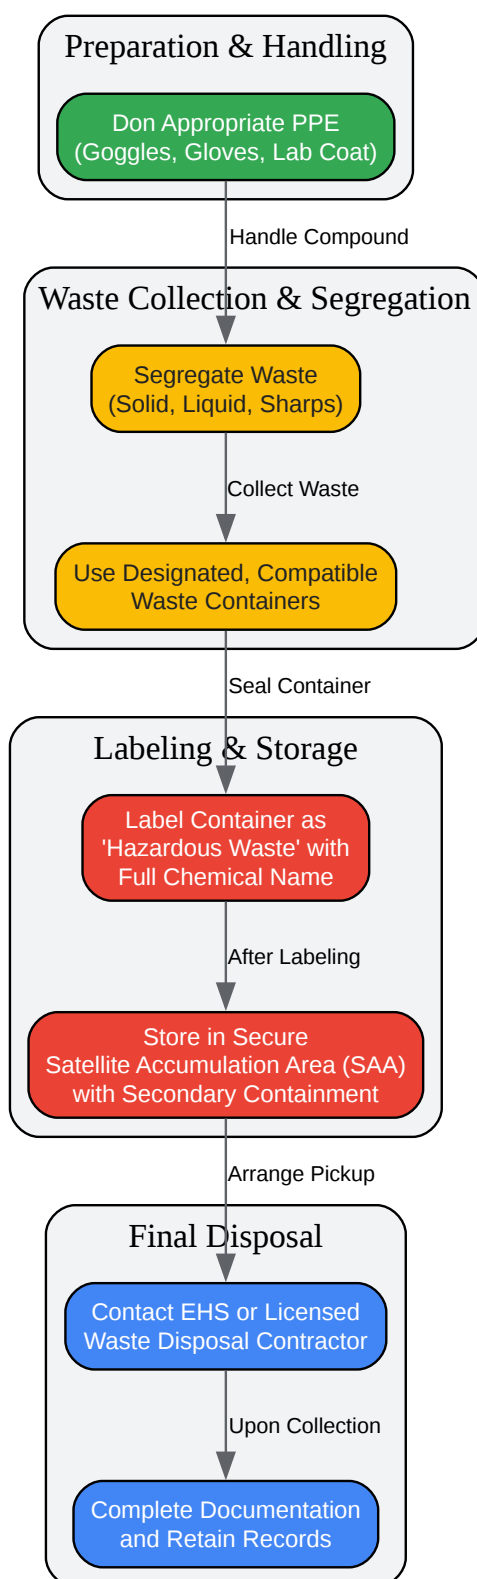 Preparation & Handling
Don Appropriate PPE
(Goggles, Gloves, Lab Coat)
Handle Compound
Waste Collection & Segregation
Segregate Waste
(Solid, Liquid, Sharps)
Collect Waste
Use Designated, Compatible
Waste Containers
Seal Container
Labeling & Storage
Label Container as
'Hazardous Waste' with
Full Chemical Name
After Labeling
Store in Secure
Satellite Accumulation Area (SAA)
with Secondary Containment
Arrange Pickup
Final Disposal
Contact EHS or Licensed
Waste Disposal Contractor
Upon Collection
Complete Documentation
and Retain Records